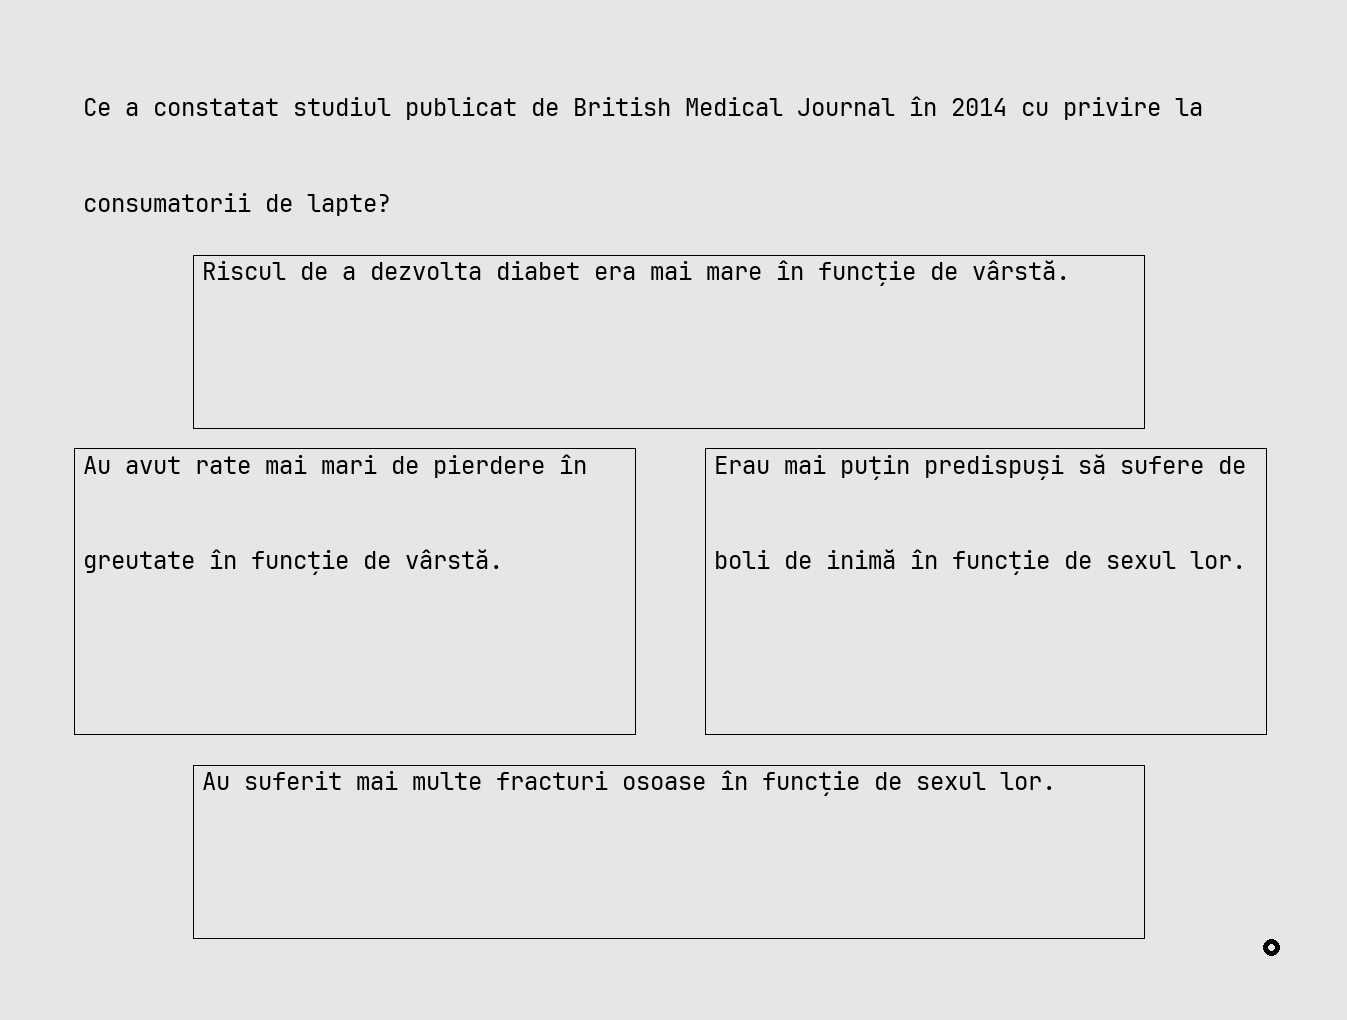 Ce a constatat studiul publicat de British Medical Journal în 2014 cu privire la
consumatorii de lapte?
Riscul de a dezvolta diabet era mai mare în funcție de vârstă.
Au avut rate mai mari de pierdere în
greutate în funcție de vârstă.
Erau mai puțin predispuși să sufere de
boli de inimă în funcție de sexul lor.
Au suferit mai multe fracturi osoase în funcție de sexul lor.